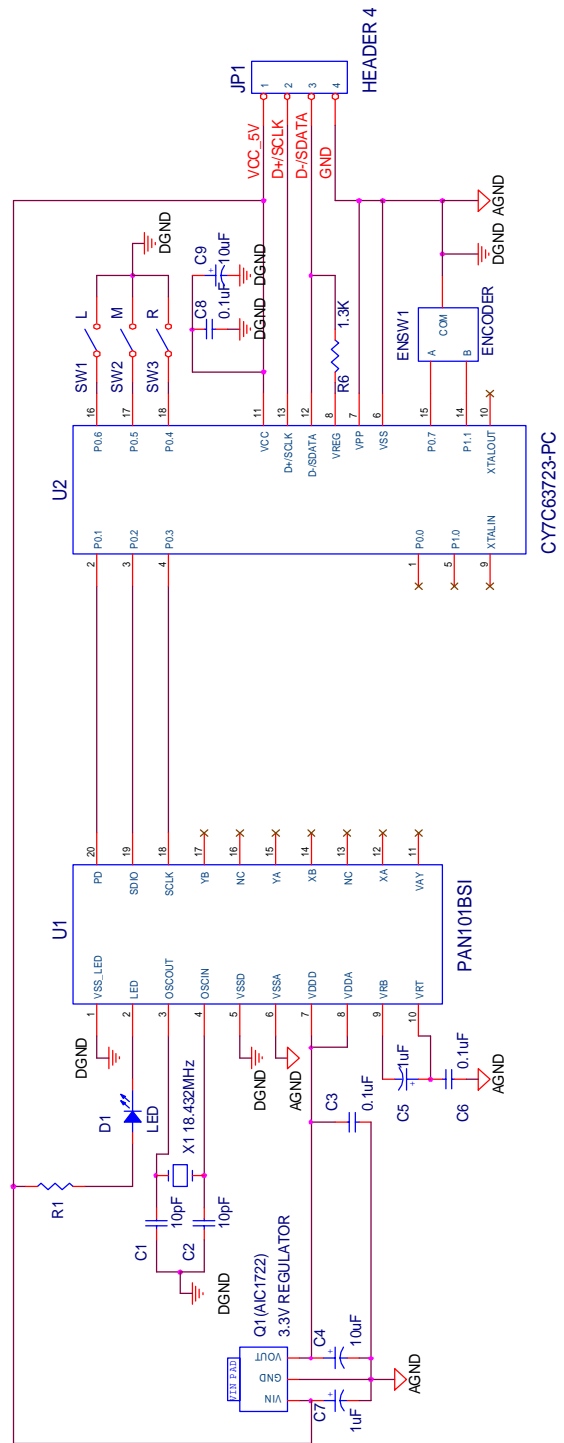 VIN PAD
VIN
GND
VOUT
Q1(AIC1722)
3.3V REGULATOR
C7
1uF
C4
10uF
AGND
R1
D1
LED
C1
10pF
C2
10pF
X1 18.432MHz
DGND
DGND
DGND
AGND
C3
0.1uF
C5
1uF
C6
0.1uF
AGND
U1
1
VSS_LED
2
LED
3
OSCOUT
4
OSCIN
5
VSSD
6
VSSA
7
VDDD
8
VDDA
9
VRB
10
VRT
20
PD
19
SDIO
18
SCLK
17
YB
16
NC
15
YA
14
XB
13
NC
12
XA
11
VAY
PAN101BSI
U2
2
P0.1
3
P0.2
4
P0.3
1
P0.0
5
P1.0
9
XTALIN
16
P0.6
17
P0.5
18
P0.4
11
VCC
13
D+/SCLK
12
D-/SDATA
8
VREG
7
VPP
6
VSS
15
P0.7
14
P1.1
10
XTALOUT
CY7C63723-PC
SW1
L
SW2
M
SW3
R
DGND
C8
0.1uF
C9
10uF
DGND
DGND
R6
1.3K
ENSW1
A
B
COM
ENCODER
DGND
AGND
VCC_5V
D+/SCLK
D-/SDATA
GND
JP1
1
2
3
4
HEADER 4